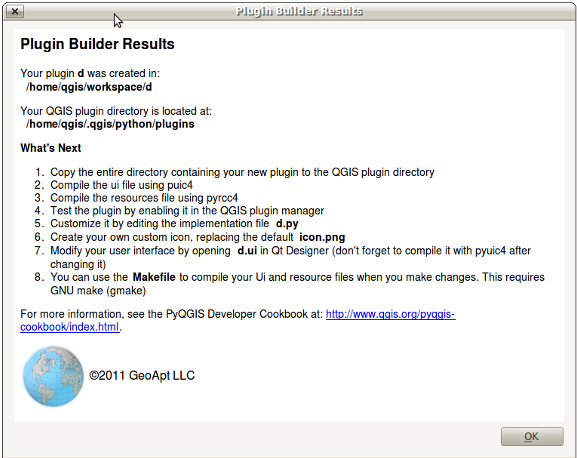 Plugin Builder Results
Plugin Builder Results
Your plugin d was created in:
/home/qgis/workspace/d
Your QGIS plugin directory is located at:
/home/qgis/.qgis/python/plugins
What's Next
1. Copy the entire directory containing your new plugin to the QGIS plugin directory
2. Compile the ui file using puic4
3. Compile the resources file using pyrcc4
4. Test the plugin by enabling it in the QGIS plugin manager
5. Customize it by editing the implementation file d.py
6. Create your own custom icon, replacing the default icon.png
7. Modify your user interface by opening d.ui in Qt Designer (don't forget to compile it with pyuic4 after
changing it)
8. You can use the Makefile to compile your Ui and resource files when you make changes. This requires
GNU make (gmake)
For more information, see the PyQGIS Developer Cookbook at: http://www.qgis.org/pyqgis-
cookbook/index.html.
©2011 GeoApt LLC
OK